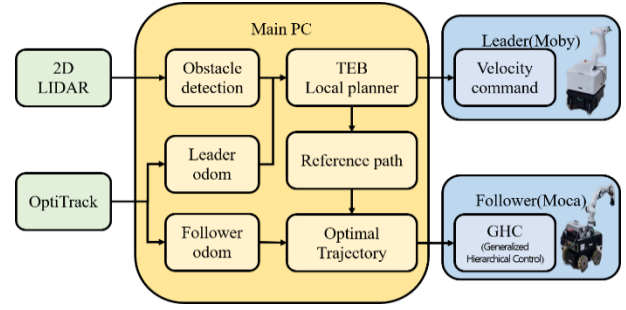 Main PC
2D
LIDAR
Obstacle
detection
TEB
Local planner
Leader(Moby)
Velocity
command
Leader
odom
Reference path
OptiTrack
Follower
odom
Optimal
Trajectory
Follower(Moca)
GHC
(Generalized
Hierarchical Control)